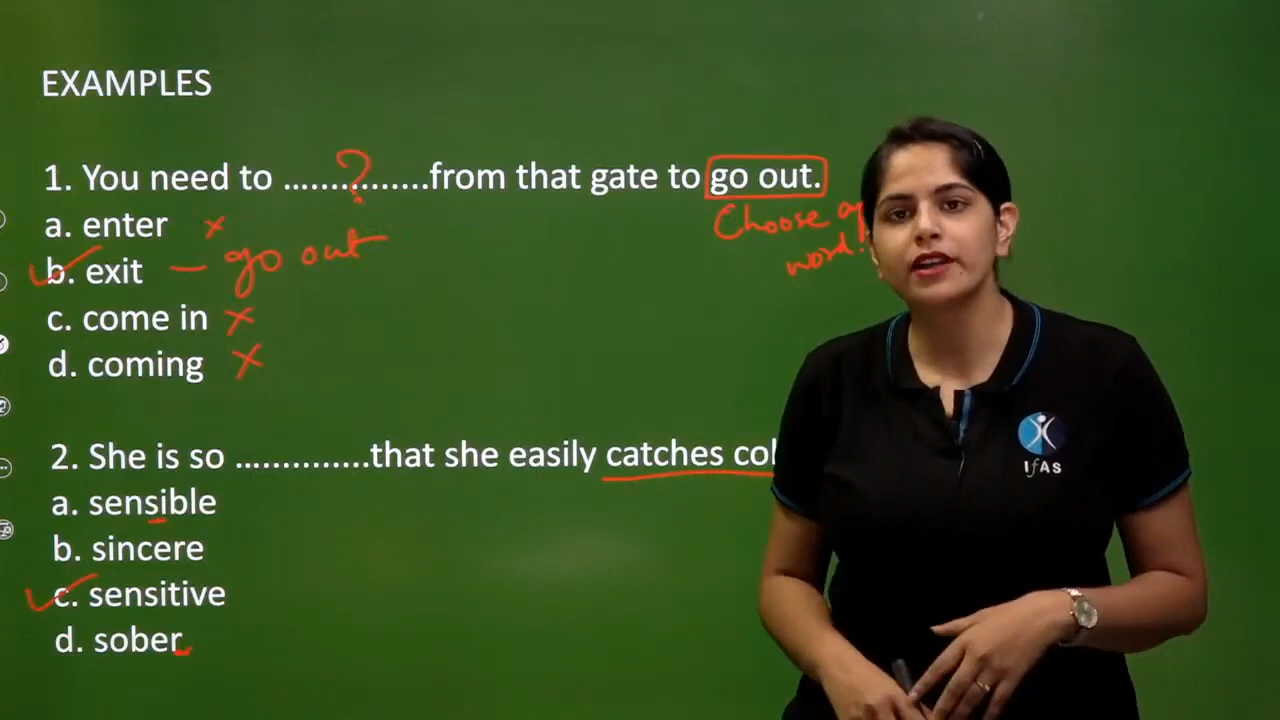 EXAMPLES
1. You need to ...............from that gate to go out.
?
Choose
word!
a. enter ×
b. exit – go out
c. come in ×
d. coming ×
2. She is so ..............that she easily catches
a. sensible
b. sincere
c. sensitive
d. sober
IfAS